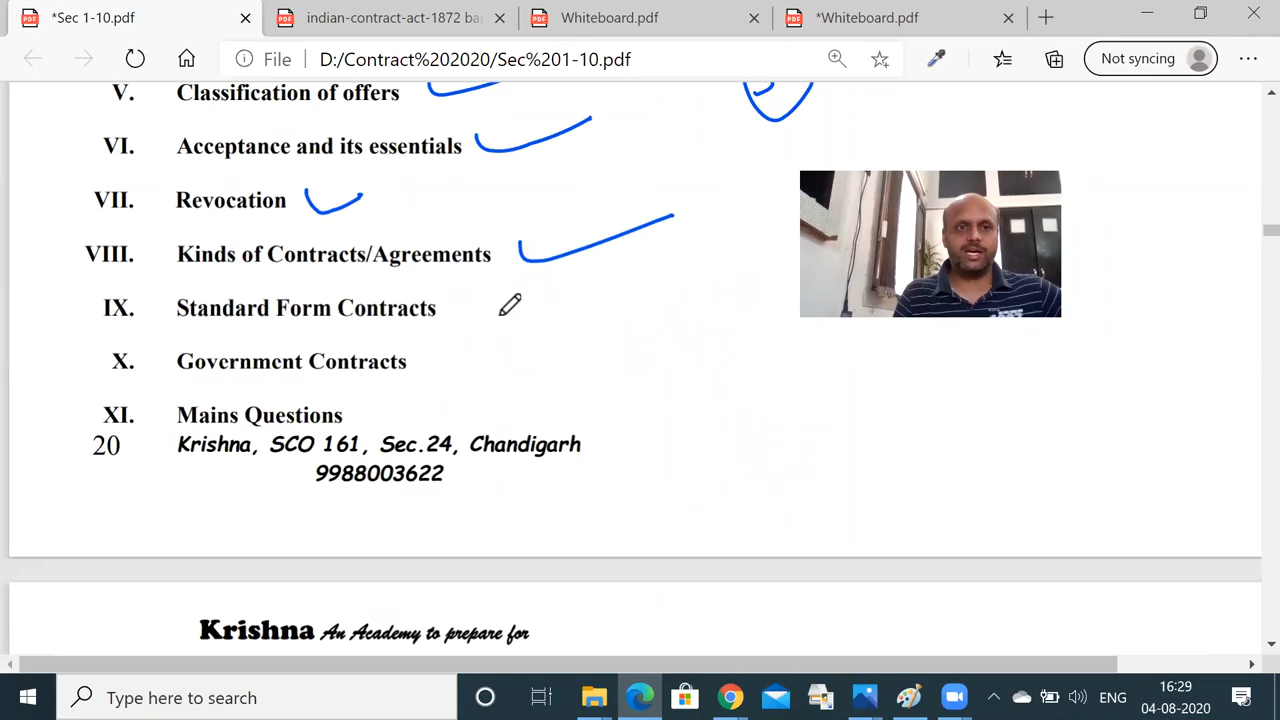 *Sec 1-10.pdf
indian-contract-act-1872 ba
Whiteboard.pdf
*Whiteboard.pdf
File
D:/Contract%202020/Sec%201-10.pdf
Not syncing
V. Classification of offers
VI. Acceptance and its essentials
VII. Revocation
VIII. Kinds of Contracts/Agreements
IX. Standard Form Contracts
X. Government Contracts
XI. Mains Questions
20 Krishna, SCO 161, Sec.24, Chandigarh
9988003622
Krishna An Academy to prepare for
Type here to search
ENG
16:29
04-08-2020